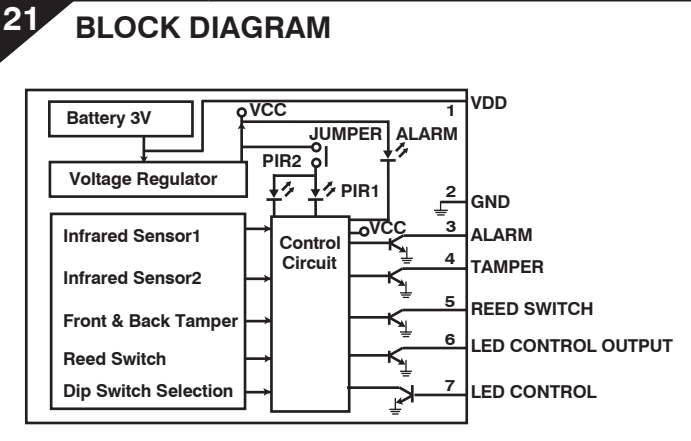 21
BLOCK DIAGRAM
Battery 3V
VCC
1 VDD
JUMPER ALARM
PIR2
Voltage Regulator
PIR1
2 GND
VCC
3 ALARM
Infrared Sensor1
Control
Circuit
4 TAMPER
Infrared Sensor2
5 REED SWITCH
Front & Back Tamper
6 LED CONTROL OUTPUT
Reed Switch
7 LED CONTROL
Dip Switch Selection